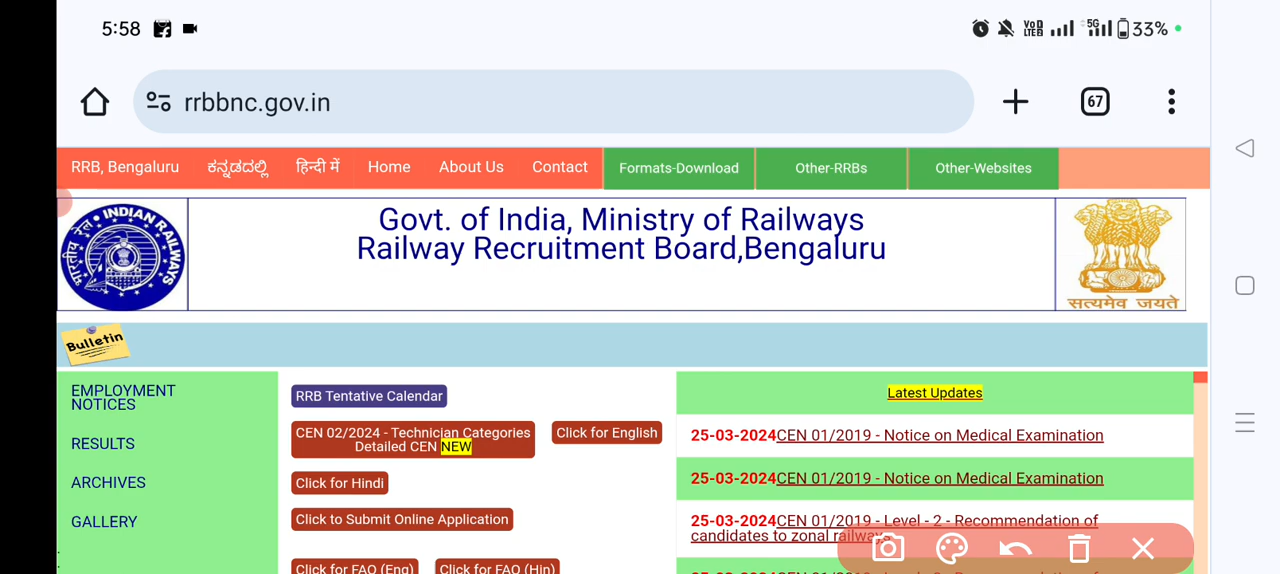 5:58
VoD LTE2 5G 33%
rrbbnc.gov.in
67
RRB, Bengaluru ಕನ್ನಡದಲ್ಲಿ हिन्दी में Home About Us Contact Formats-Download Other-RRBs Other-Websites
भारतीय रेल INDIAN RAILWAYS
Govt. of India, Ministry of Railways
Railway Recruitment Board,Bengaluru
सत्यमेव जयते
Bulletin
EMPLOYMENT
NOTICES
RESULTS
ARCHIVES
GALLERY
RRB Tentative Calendar
CEN 02/2024 - Technician Categories
Detailed CEN NEW
Click for English
Click for Hindi
Click to Submit Online Application
Click for FAQ (Eng) Click for FAQ (Hin)
Latest Updates
25-03-2024CEN 01/2019 - Notice on Medical Examination
25-03-2024CEN 01/2019 - Notice on Medical Examination
25-03-2024CEN 01/2019 - Level - 2 - Recommendation of
candidates to zonal railways